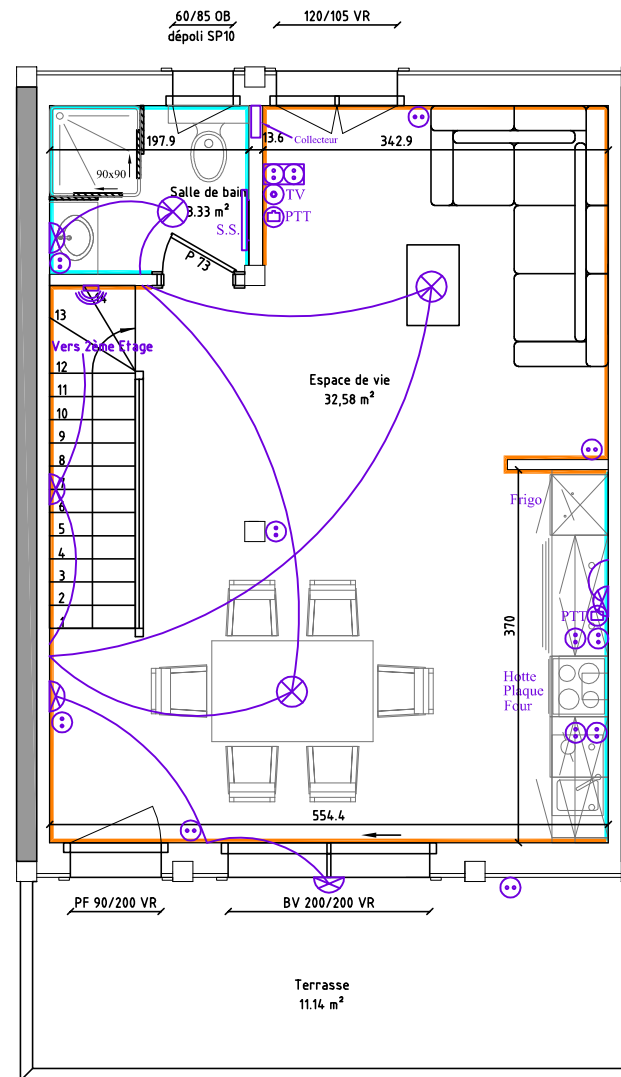 60/85 OB
dépoli SP10
120/105 VR
197.9
13.6
Collecteur
342.9
90x90
Salle de bain
3.33 m²
TV
S.S.
PTT
P 73
14
13
Vers 2ème Etage
12
11
10
9
8
7
6
5
4
3
2
1
Espace de vie
32,58 m²
Frigo
PTT
370
Hotte
Plaque
Four
554.4
PF 90/200 VR
BV 200/200 VR
Terrasse
11.14 m²